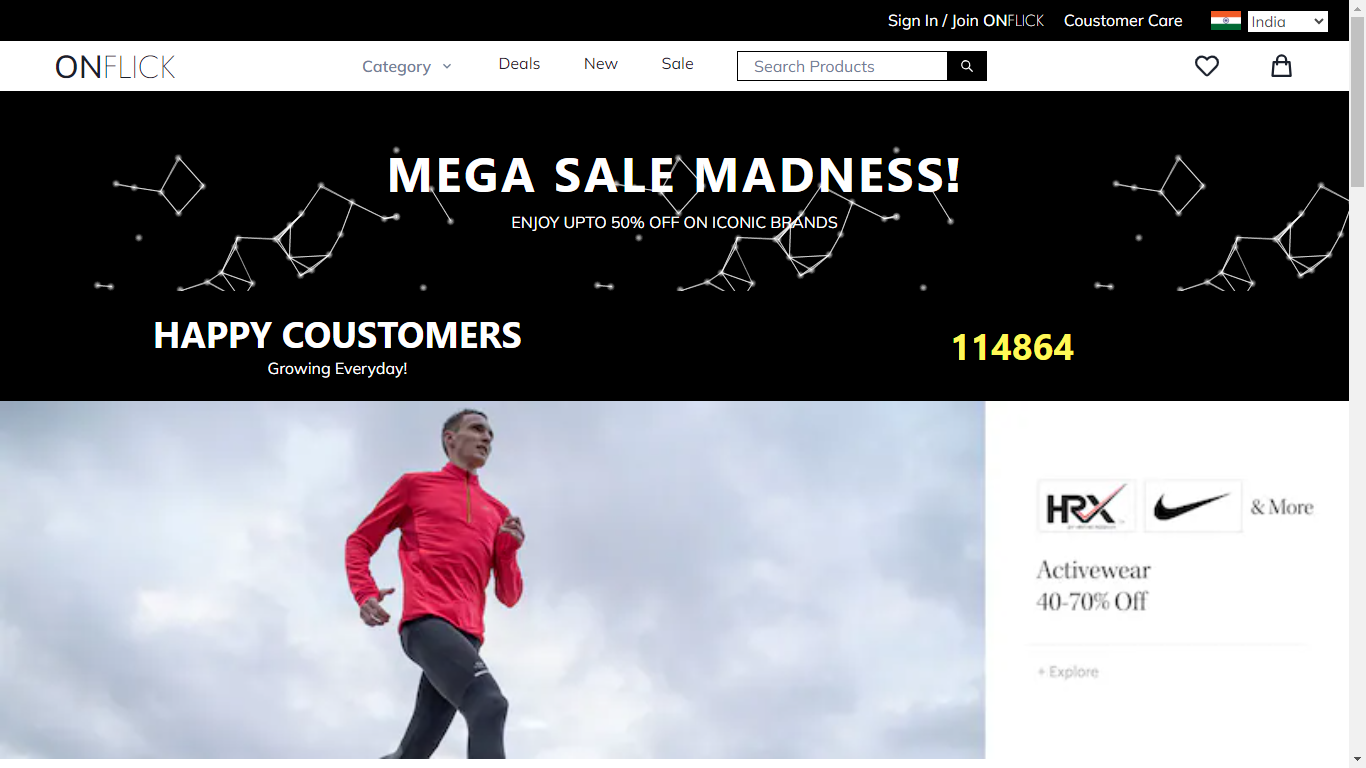 Sign In / Join ONFLICK Coustomer Care India
ONFLICK Category Deals New Sale Search Products
MEGA SALE MADNESS!
ENJOY UPTO 50% OFF ON ICONIC BRANDS
HAPPY COUSTOMERS
Growing Everyday!
114864
HRX & More
Activewear
40-70% Off
+ Explore